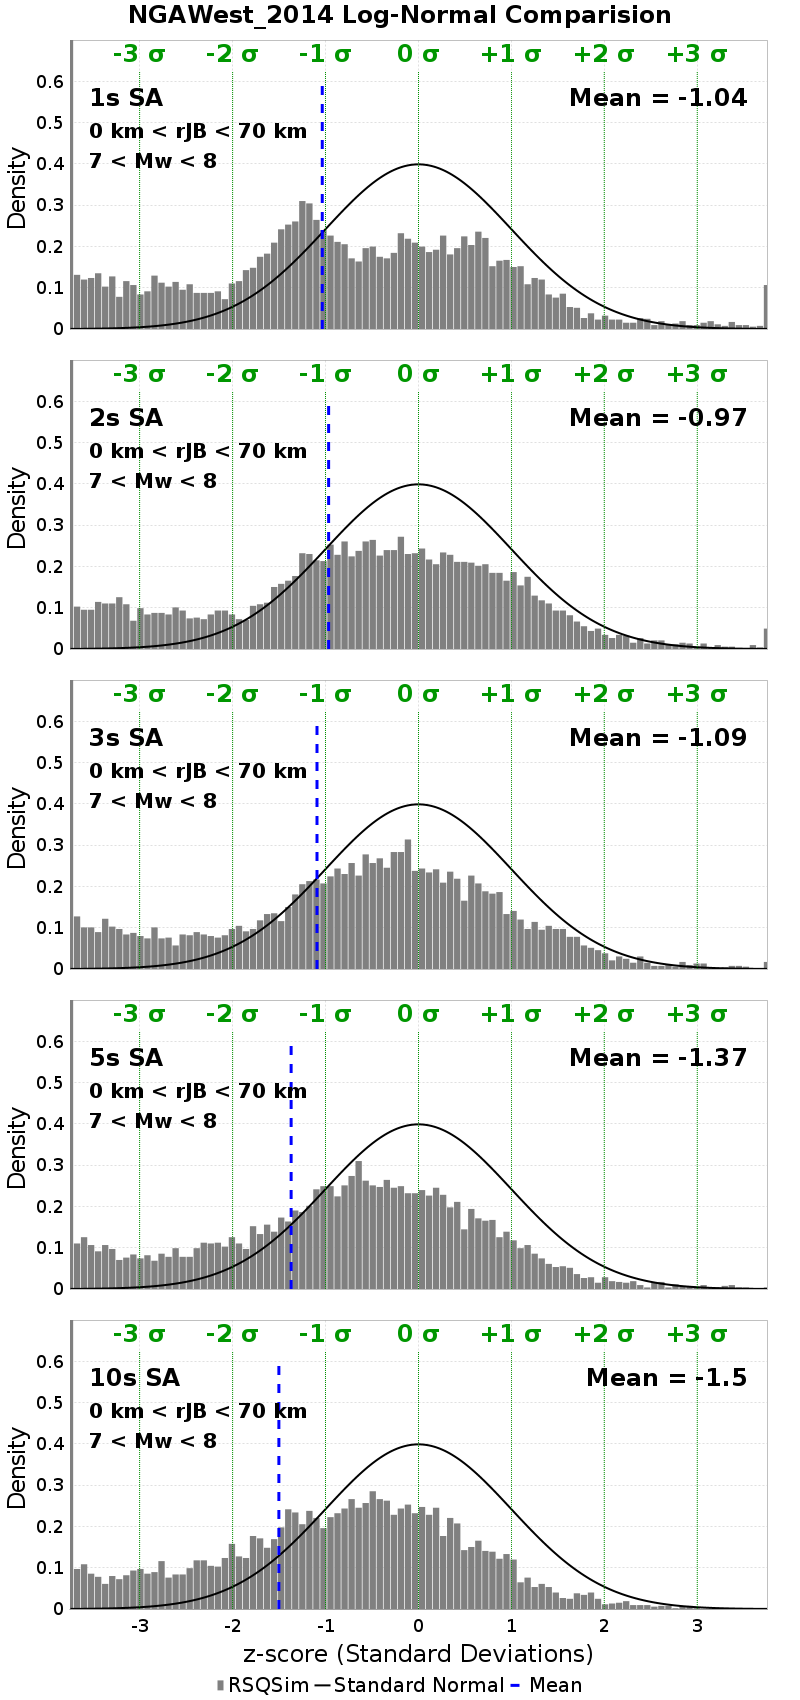 NGAWest_2014 Log-Normal Comparision
-3 σ -2 σ -1 σ 0 σ +1 σ +2 σ +3 σ
0.6
1s SA Mean = -1.04
0.5
0 km < rJB < 70 km
7 < Mw < 8
0.4
Density
0.3
0.2
0.1
0
-3 σ -2 σ -1 σ 0 σ +1 σ +2 σ +3 σ
0.6
2s SA Mean = -0.97
0.5
0 km < rJB < 70 km
7 < Mw < 8
0.4
Density
0.3
0.2
0.1
0
-3 σ -2 σ -1 σ 0 σ +1 σ +2 σ +3 σ
0.6
3s SA Mean = -1.09
0.5
0 km < rJB < 70 km
7 < Mw < 8
0.4
Density
0.3
0.2
0.1
0
-3 σ -2 σ -1 σ 0 σ +1 σ +2 σ +3 σ
0.6
5s SA Mean = -1.37
0.5
0 km < rJB < 70 km
7 < Mw < 8
0.4
Density
0.3
0.2
0.1
0
-3 σ -2 σ -1 σ 0 σ +1 σ +2 σ +3 σ
0.6
10s SA Mean = -1.5
0.5
0 km < rJB < 70 km
7 < Mw < 8
0.4
Density
0.3
0.2
0.1
0
-3 -2 -1 0 1 2 3
z-score (Standard Deviations)
RSQSim Standard Normal Mean